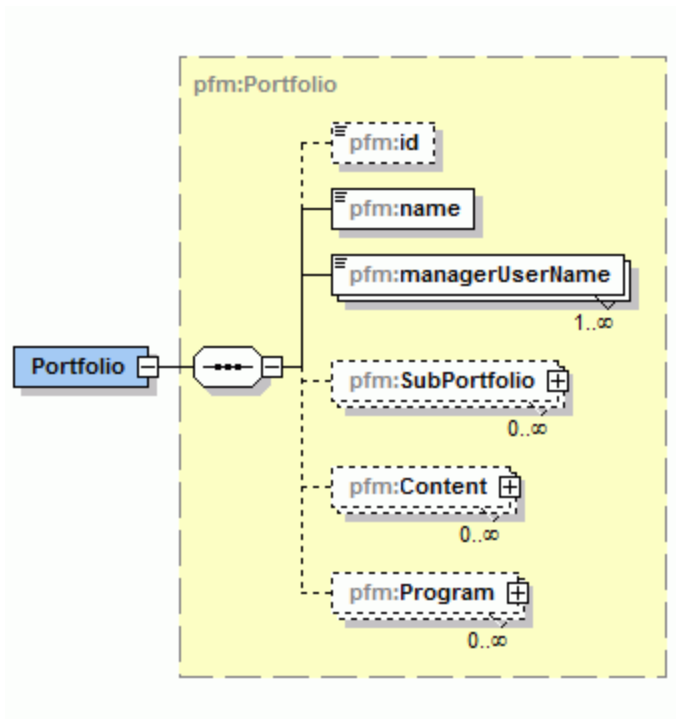 pfm:Portfolio
pfm:id
pfm:name
pfm:managerUserName
1..∞
Portfolio
pfm:SubPortfolio
0..∞
pfm:Content
0..∞
pfm:Program
0..∞